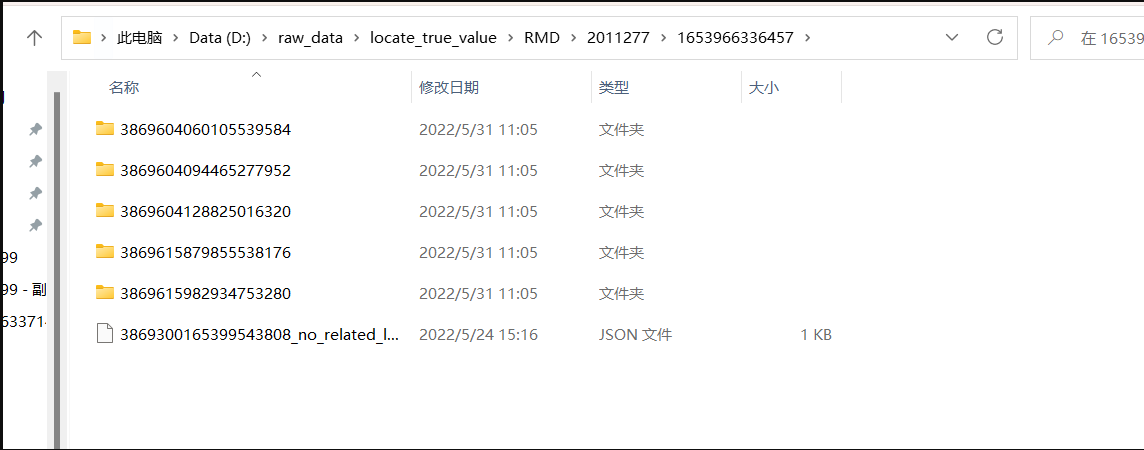 此电脑 › Data (D:) › raw_data › locate_true_value › RMD › 2011277 › 1653966336457 ›
在 16539
名称 修改日期 类型 大小
3869604060105539584 2022/5/31 11:05 文件夹
3869604094465277952 2022/5/31 11:05 文件夹
3869604128825016320 2022/5/31 11:05 文件夹
99
3869615879855538176 2022/5/31 11:05 文件夹
99 - 副
3869615982934753280 2022/5/31 11:05 文件夹
63371
3869300165399543808_no_related_l... 2022/5/24 15:16 JSON 文件 1 KB